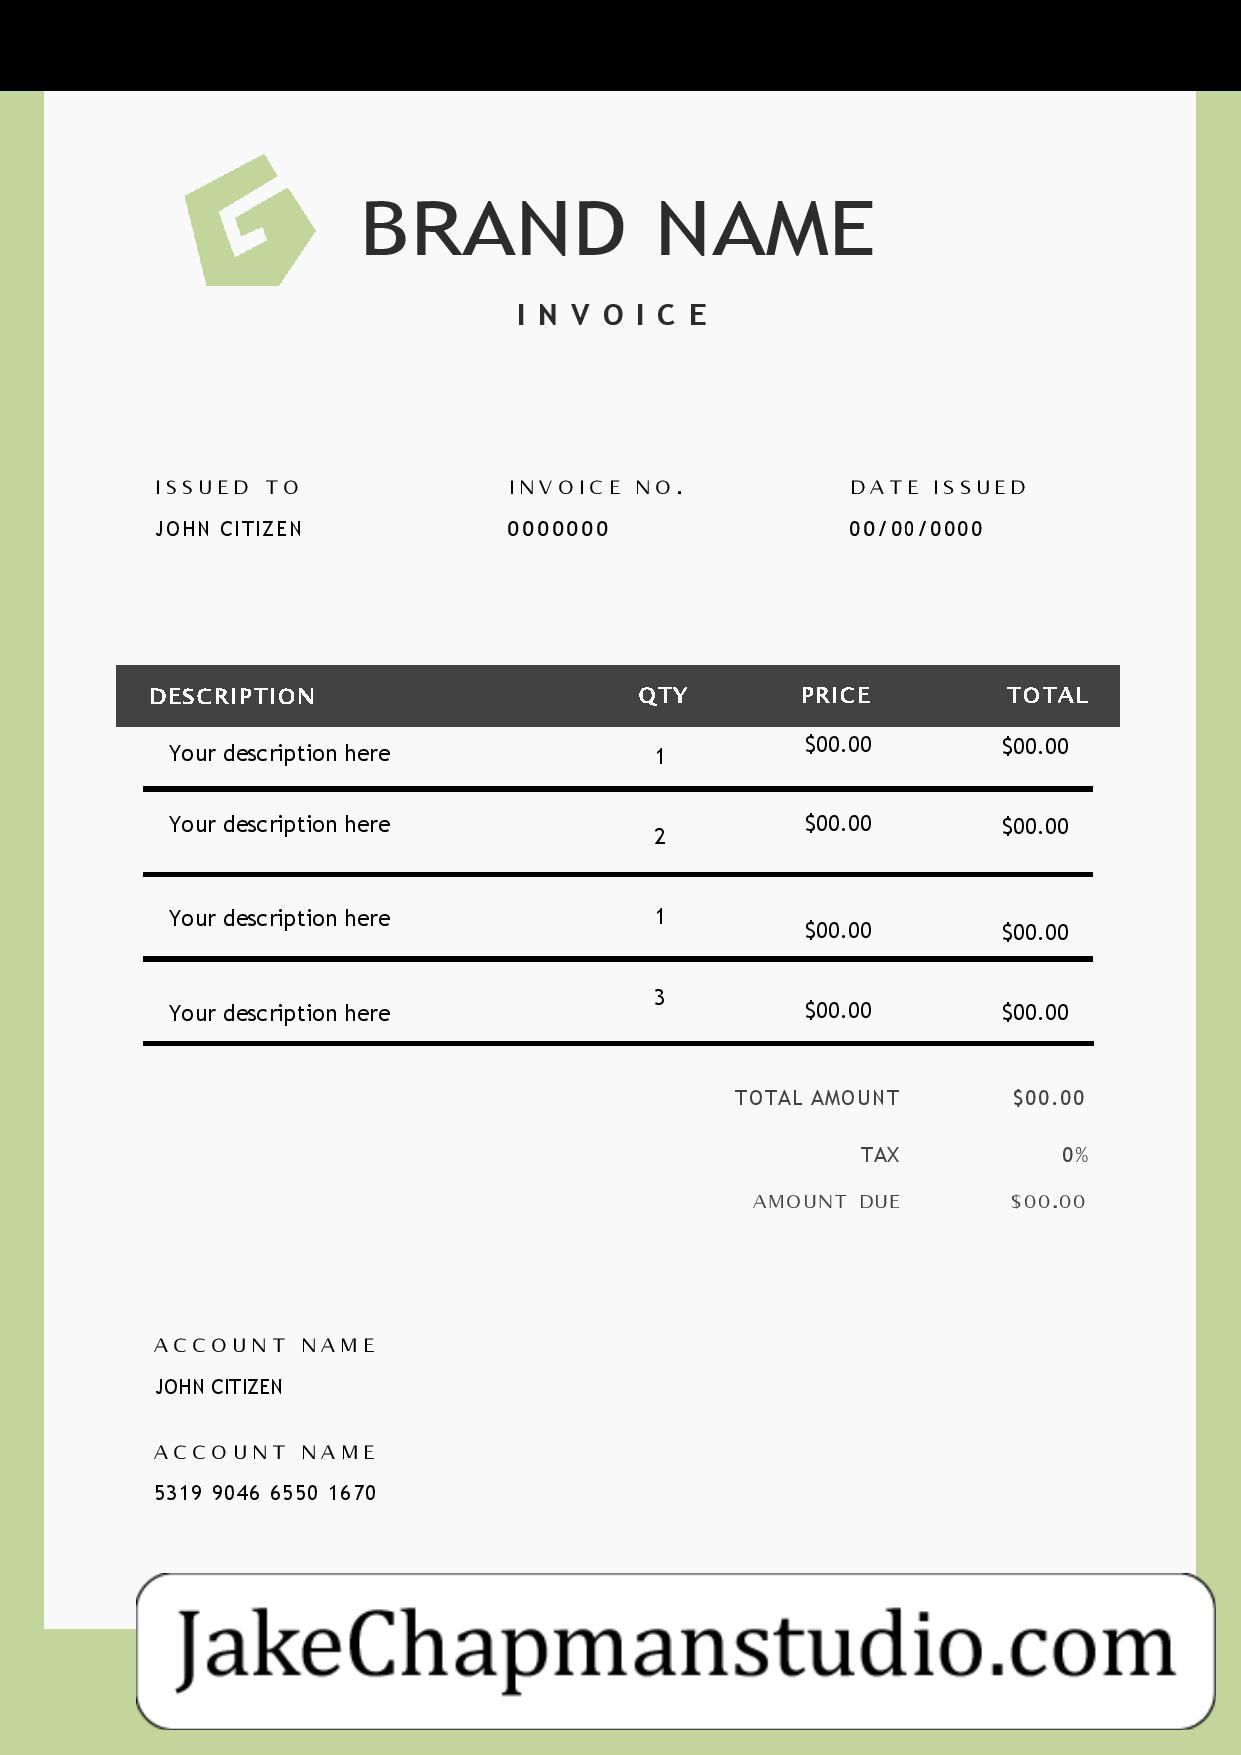 BRAND NAME
INVOICE
ISSUED TO INVOICE NO. DATE ISSUED
JOHN CITIZEN 0000000 00/00/0000
DESCRIPTION QTY PRICE TOTAL
Your description here 1 $00.00 $00.00
Your description here 2 $00.00 $00.00
Your description here 1 $00.00 $00.00
Your description here 3 $00.00 $00.00
TOTAL AMOUNT $00.00
TAX 0%
AMOUNT DUE $00.00
ACCOUNT NAME
JOHN CITIZEN
ACCOUNT NAME
5319 9046 6550 1670
JakeChapmanstudio.com